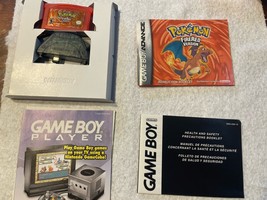 POKéMON
FIRERED
VERSION
GAME BOY ADVANCE
GAME BOY
PLAYER
Play Game Boy games
on your TV using a
Nintendo GameCube!
GAME BOY
HEALTH AND SAFETY
PRECAUTIONS BOOKLET
MANUEL DE PRÉCAUTIONS
CONCERNANT LA SANTÉ ET LA SÉCURITÉ
FOLLETO DE PRECAUCIONES
DE SALUD Y SEGURIDAD